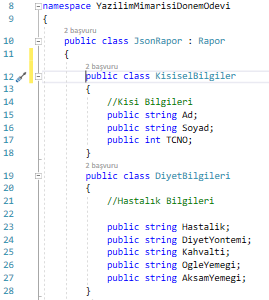 8 namespace YazilimMimarisiDonemOdevi
9 {
2 başvuru
10 public class JsonRapor : Rapor
11 {
2 başvuru
12 public class KisiselBilgiler
13 {
14 //Kisi Bilgileri
15 public string Ad;
16 public string Soyad;
17 public int TCNO;
18 }
2 başvuru
19 public class DiyetBilgileri
20 {
21 //Hastalık Bilgileri
22
23 public string Hastalik;
24 public string DiyetYontemi;
25 public string Kahvalti;
26 public string OgleYemegi;
27 public string AksamYemegi;
28 }